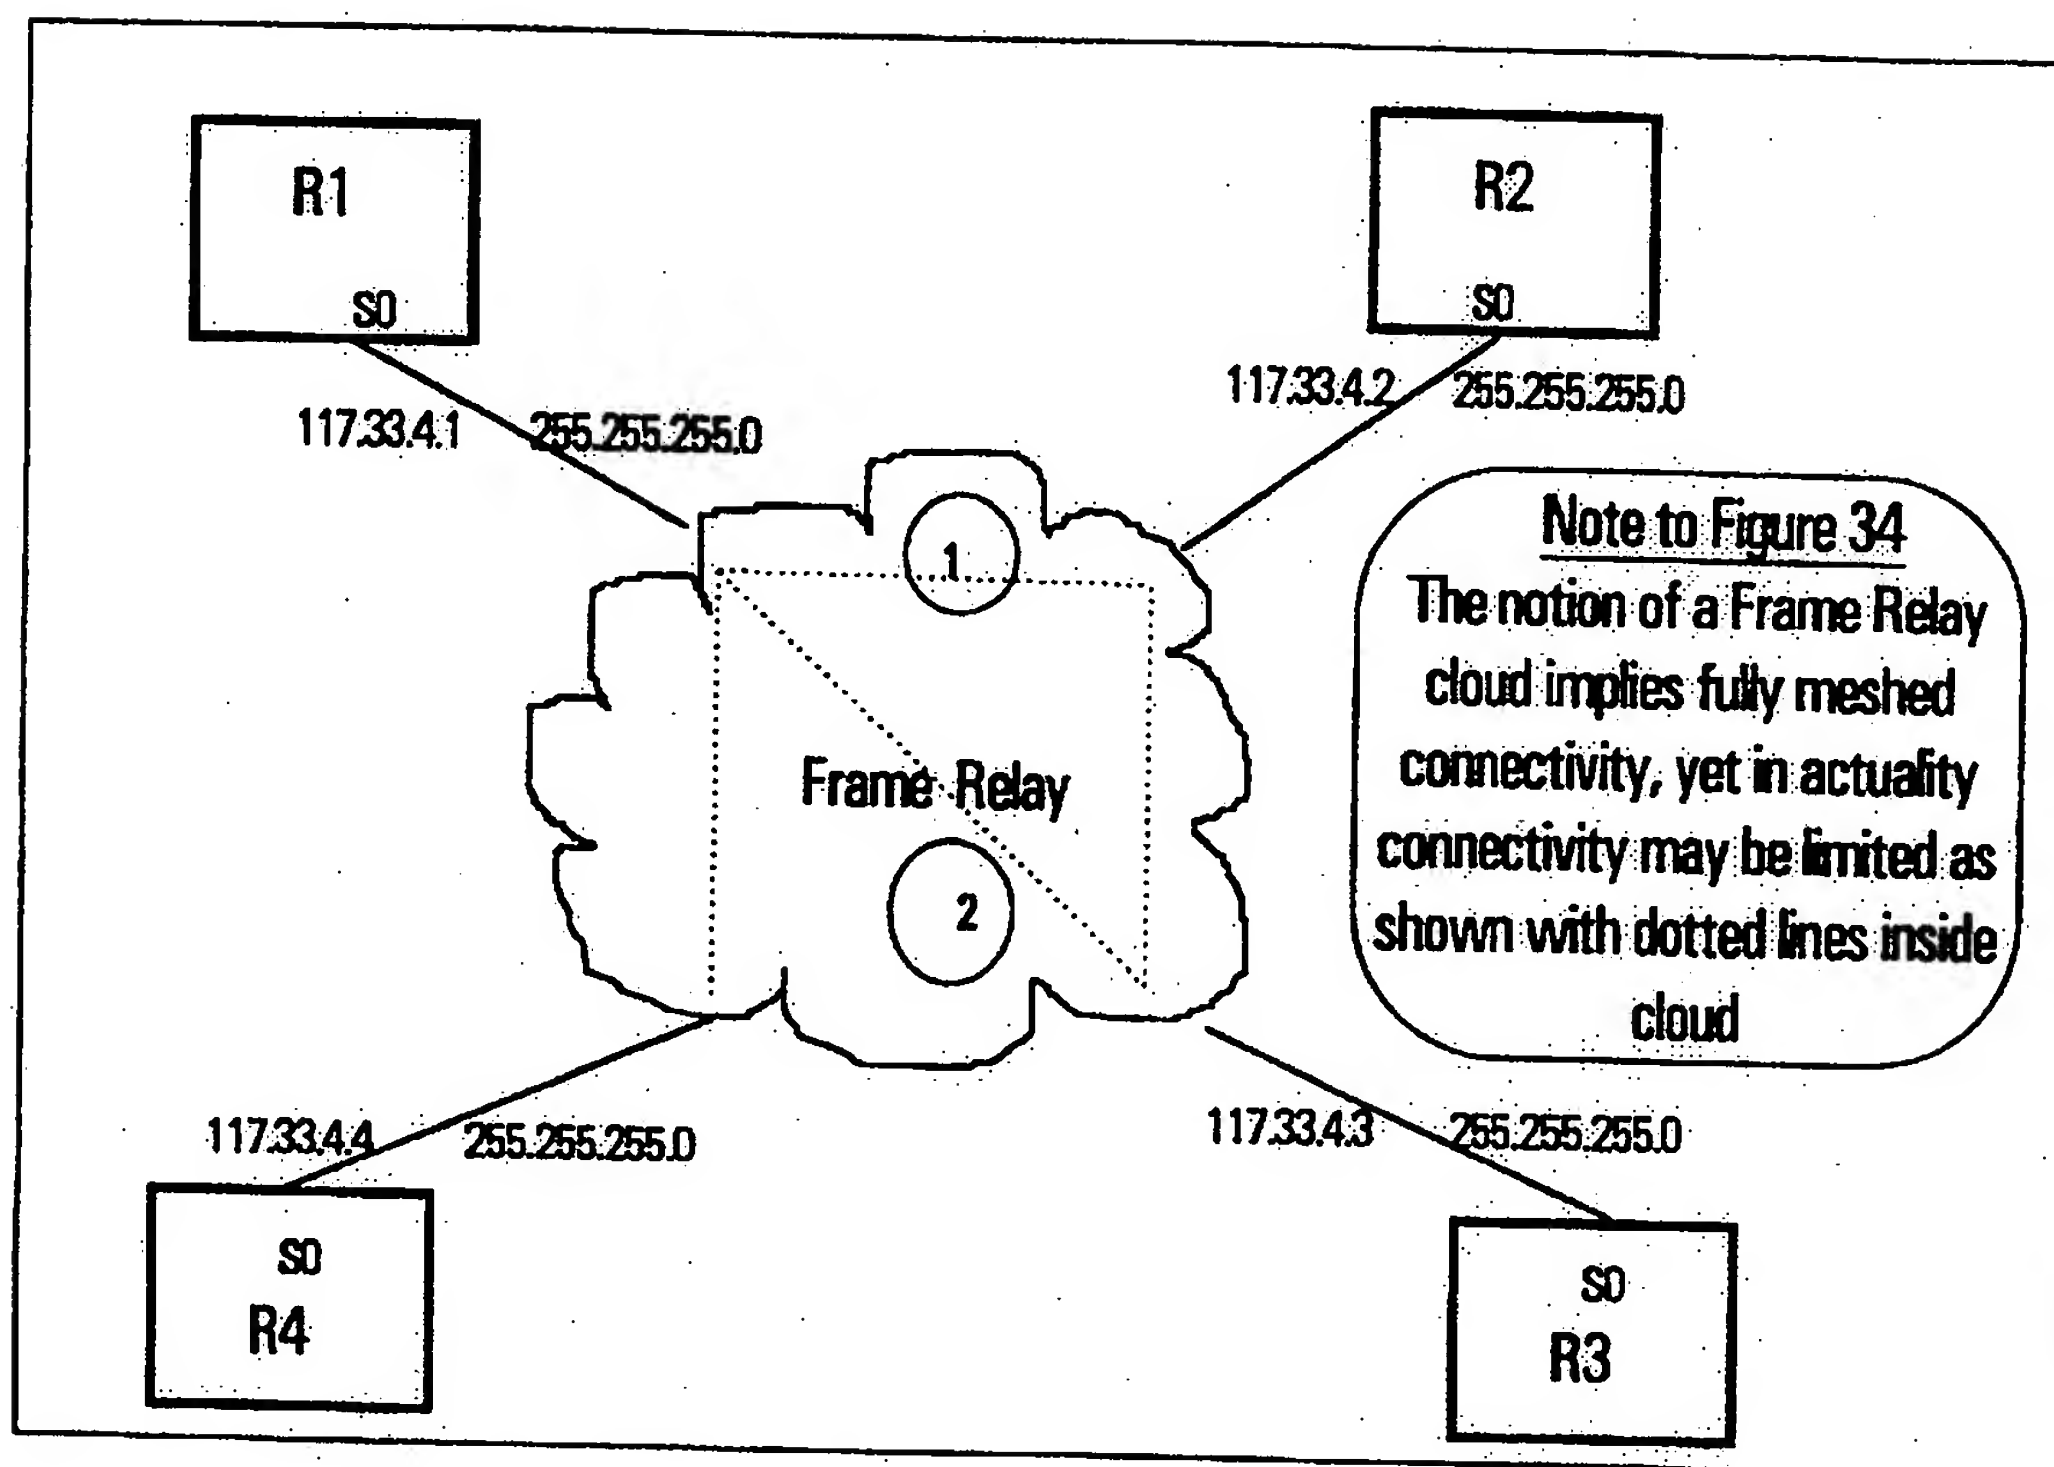 R1
S0
R2
S0
117.33.4.1 255.255.255.0
117.33.4.2 255.255.255.0
Note to Figure 34
The notion of a Frame Relay
cloud implies fully meshed
connectivity, yet in actuality
connectivity may be limited as
shown with dotted lines inside
cloud
1
Frame Relay
2
117.33.4.4 255.255.255.0
117.33.4.3 255.255.255.0
S0
R4
S0
R3